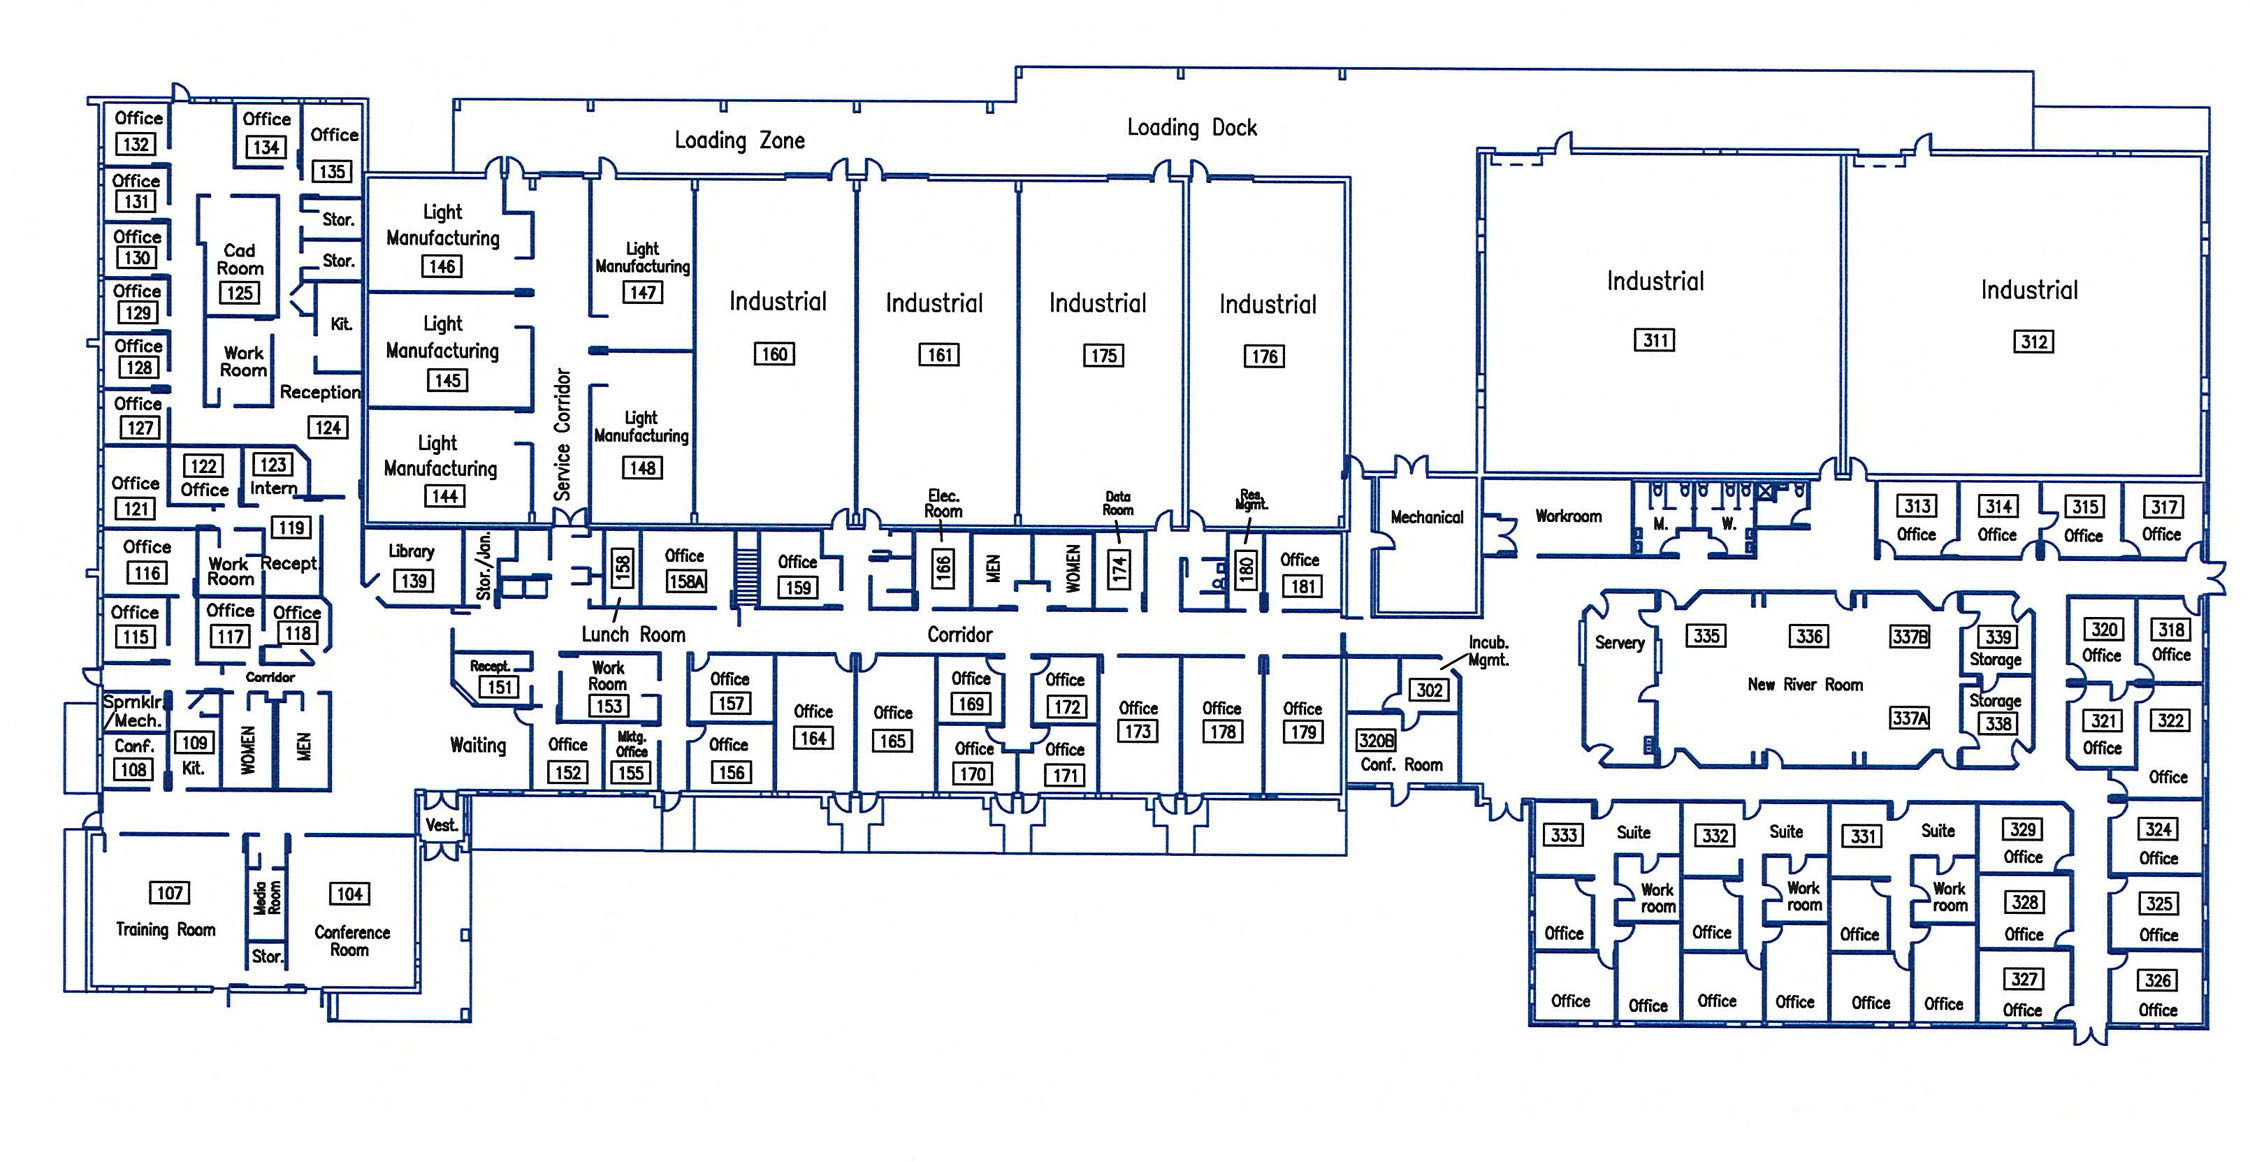 Loading Zone
Loading Dock
Office
132
Office
131
Office
130
Office
129
Office
128
Office
127
Office
134
Office
135
Stor.
Stor.
Cad
Room
125
Kit.
Work
Room
Reception
124
122
Office
123
Intern
Office
121
119
Recept.
Office
116
Work
Room
Office
115
Office
117
Office
118
Corridor
Sprnklr.
Mech.
Conf.
108
109
Kit.
WOMEN
MEN
107
Training Room
Media
Room
Stor.
104
Conference
Room
Vest.
Light
Manufacturing
146
Light
Manufacturing
145
Light
Manufacturing
144
Service Corridor
Light
Manufacturing
147
Light
Manufacturing
148
Industrial
160
Industrial
161
Industrial
175
Industrial
176
Elec.
Room
Data
Room
Res.
Mgmt.
Library
139
Stor./Jan.
158
Office
158A
Office
159
166
MEN
WOMEN
174
180
Office
181
Lunch Room
Corridor
Recept.
151
Waiting
Work
Room
153
Office
152
Mktg.
Office
155
Office
157
Office
156
Office
164
Office
165
Office
169
Office
170
Office
172
Office
171
Office
173
Office
178
Office
179
Incub.
Mgmt.
302
320B
Conf. Room
Mechanical
Industrial
311
Industrial
312
Workroom
M.
W.
313
Office
314
Office
315
Office
317
Office
Servery
335
336
337B
New River Room
337A
339
Storage
Storage
338
320
Office
318
Office
321
Office
322
Office
333
Suite
332
Suite
331
Suite
329
Office
324
Office
Work
room
Work
room
Work
room
328
Office
325
Office
Office
Office
Office
327
Office
326
Office
Office
Office
Office
Office
Office
Office